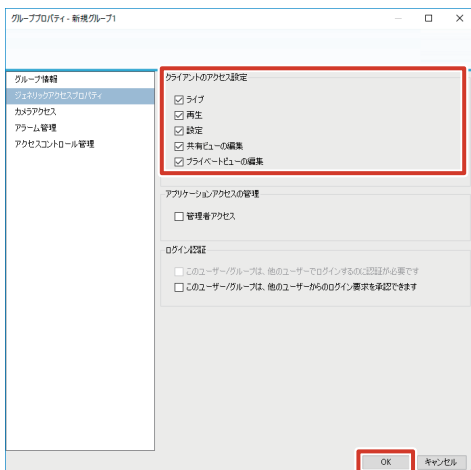 グループプロパティ - 新規グループ1
グループ情報
ジェネリックアクセスプロパティ
カメラアクセス
アラーム管理
アクセスコントロール管理
クライアントのアクセス設定
ライブ
再生
設定
共有ビューの編集
プライベートビューの編集
アプリケーションアクセスの管理
管理者アクセス
ログイン認証
このユーザー/グループは、他のユーザーでログインするのに認証が必要です
このユーザー/グループは、他のユーザーからのログイン要求を承認できます
OK
キャンセル